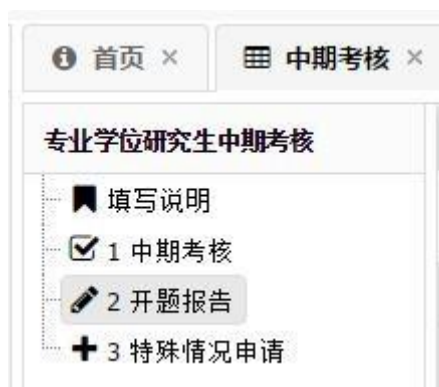 首页 × 中期考核 ×
专业学位研究生中期考核
填写说明
1 中期考核
2 开题报告
3 特殊情况申请